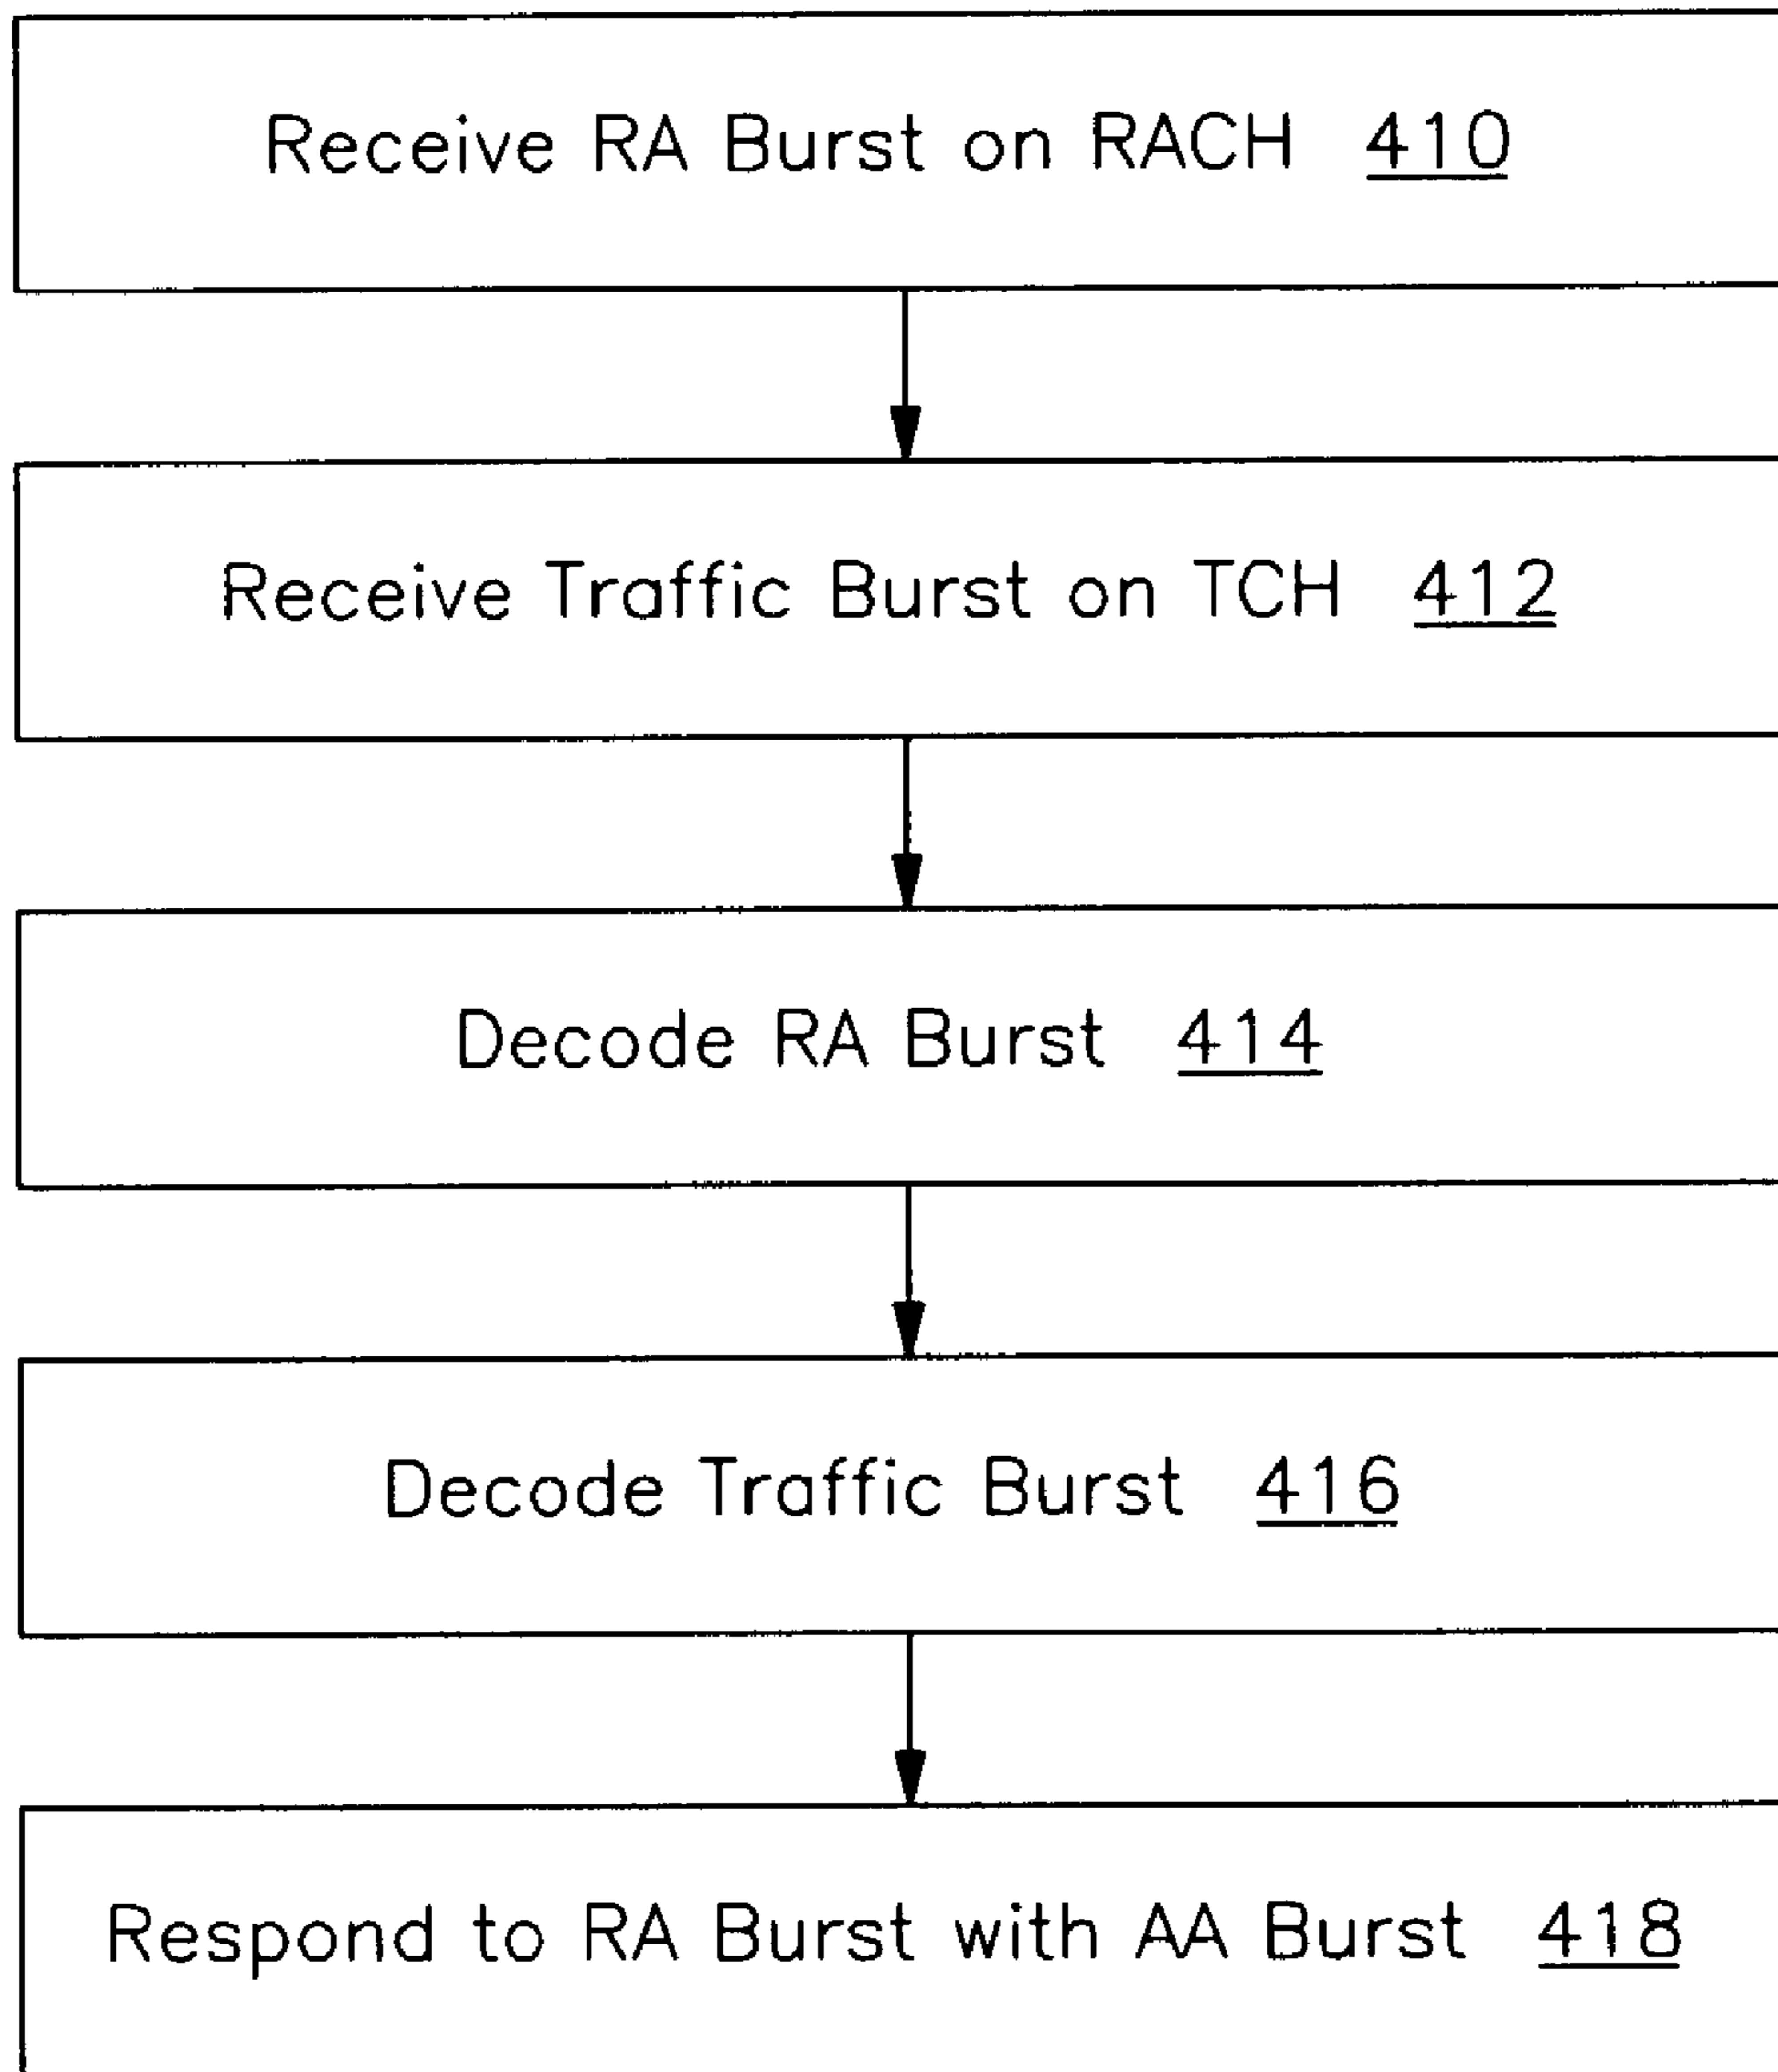 Receive RA Burst on RACH 410
Receive Traffic Burst on TCH 412
Decode RA Burst 414
Decode Traffic Burst 416
Respond to RA Burst with AA Burst 418